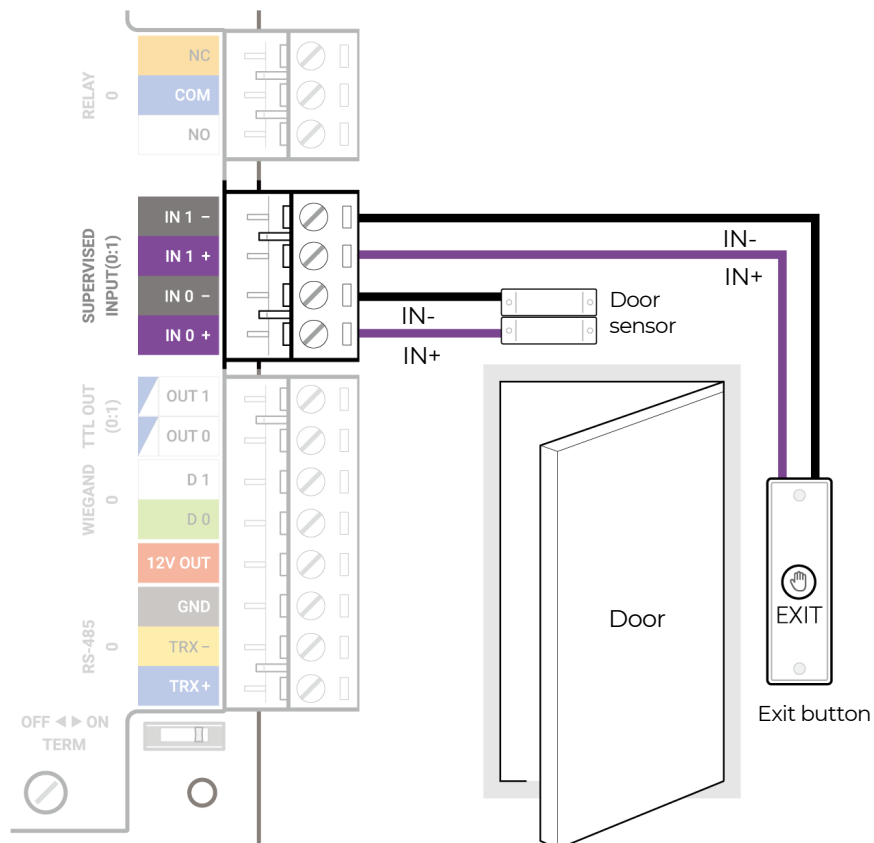 RELAY
0
NC
COM
NO
SUPERVISED
INPUT(0:1)
IN 1 −
IN 1 +
IN 0 −
IN 0 +
IN-
IN+
Door
sensor
IN-
IN+
TTL OUT
(0:1)
OUT 1
OUT 0
WIEGAND
0
D 1
D 0
12V OUT
GND
RS-485
0
TRX −
TRX +
OFF ◀ ▶ ON
TERM
Door
EXIT
Exit button